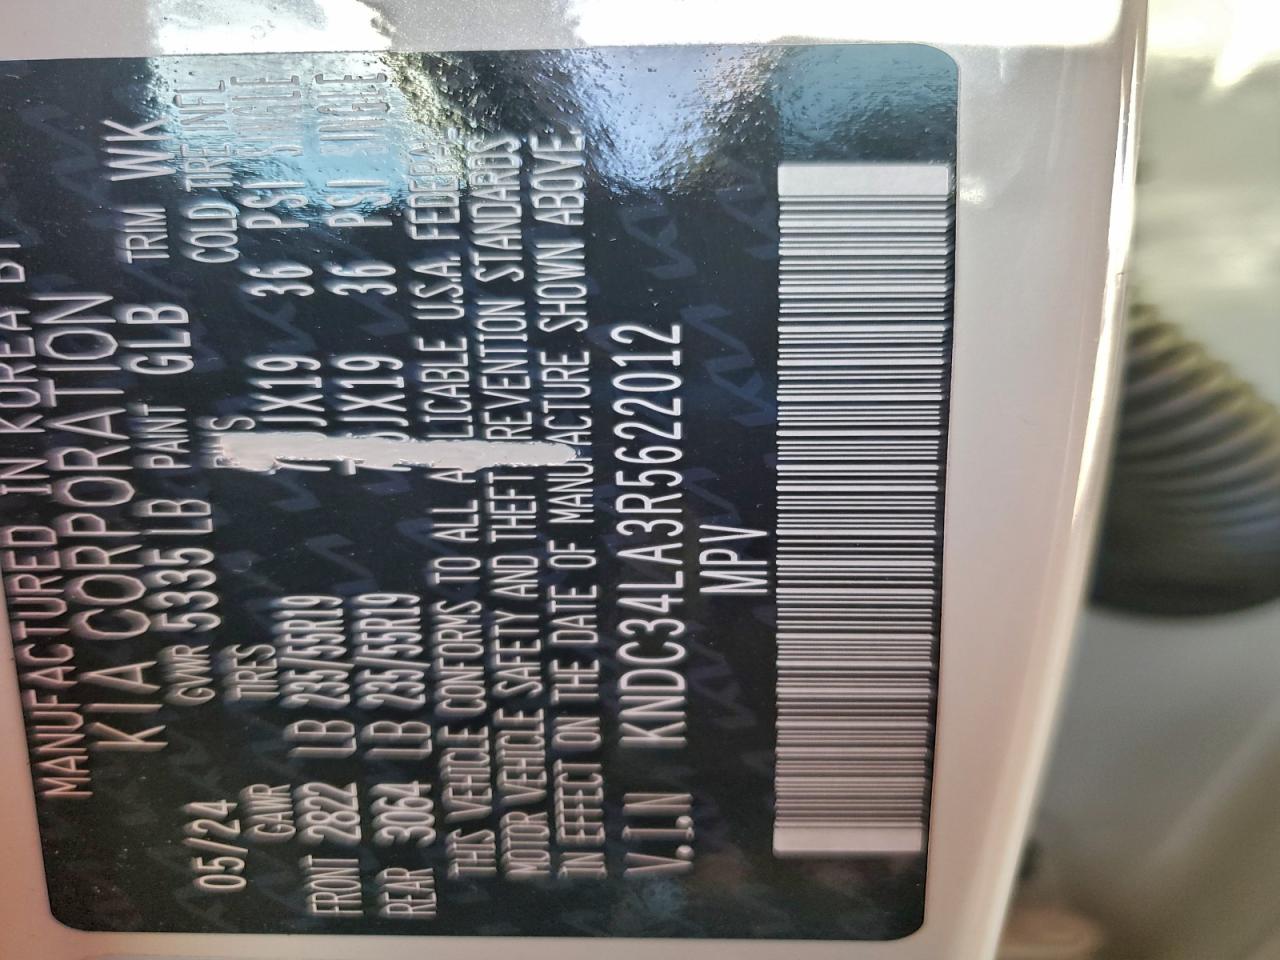 MANUFACTURED IN KOREA BY
KIA CORPORATION
05/24 GVWR 5335 LB PAINT GLB TRIM WK
GAWR TIRES RIMS COLD TIRE INFL
FRONT 2822 LB 235/55R19 JX19 36 PSI SINGLE
REAR 3064 LB 235/55R19 JX19 36 PSI SINGLE
THIS VEHICLE CONFORMS TO ALL APPLICABLE U.S.A. FEDERAL
MOTOR VEHICLE SAFETY AND THEFT PREVENTION STANDARDS
IN EFFECT ON THE DATE OF MANUFACTURE SHOWN ABOVE
V.I.N KNDC34LA3R5622012
MPV